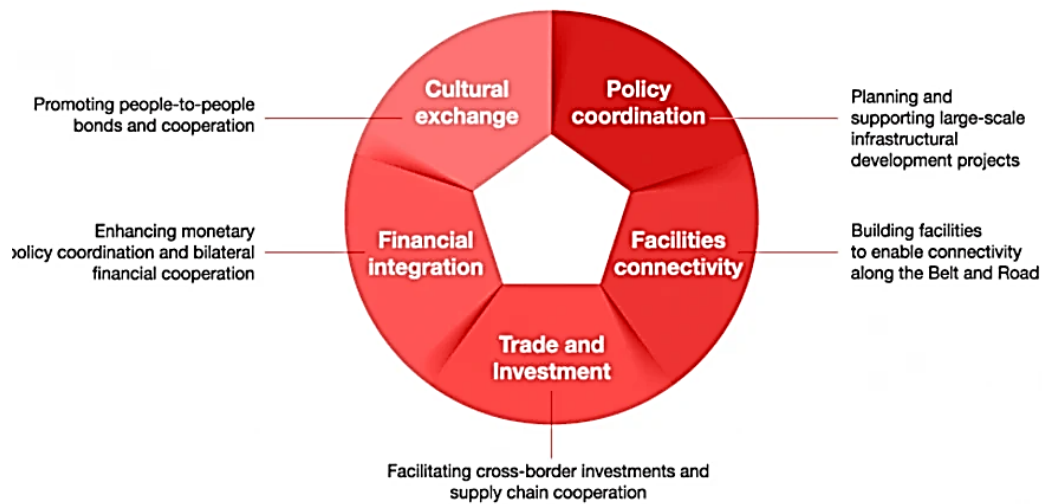 Cultural
exchange
Policy
coordination
Promoting people-to-people
bonds and cooperation
Planning and
supporting large-scale
infrastructural
development projects
Financial
integration
Facilities
connectivity
Enhancing monetary
policy coordination and bilateral
financial cooperation
Building facilities
to enable connectivity
along the Belt and Road
Trade and
Investment
Facilitating cross-border investments and
supply chain cooperation